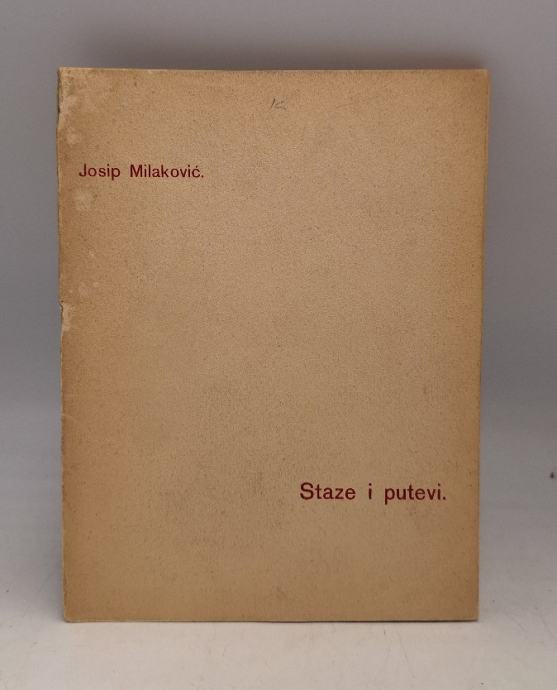 Josip Milaković.
Staze i putevi.